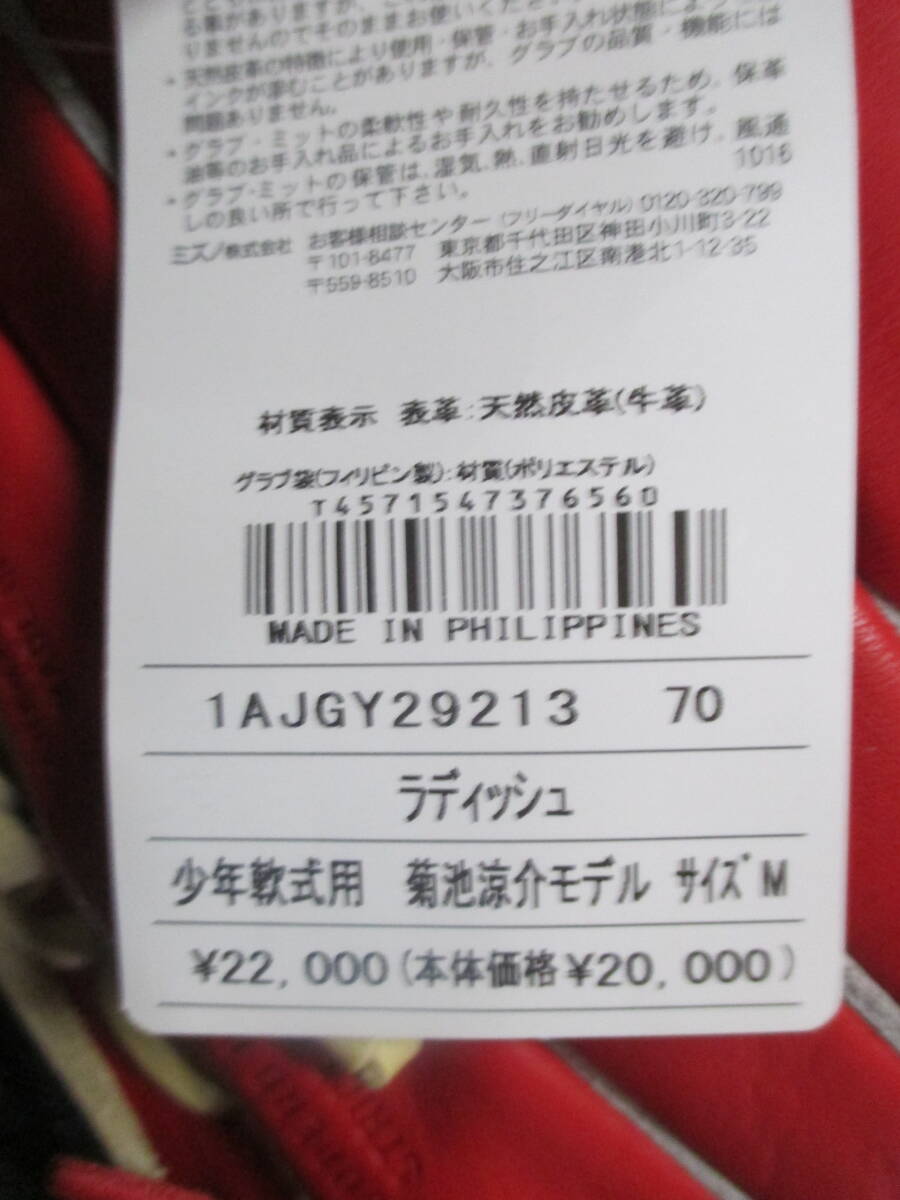 る事がありますが、これ
りませんのでそのままお使いください。
*天然皮革の特徴により使用・保管・お手入れ状態によっ
インクが滲むことがありますが、グラブの品質・機能には
問題ありません。
*グラブ・ミットの柔軟性や耐久性を持たせるため、保革
油等のお手入れ品によるお手入れをお勧めします。
*グラブ・ミットの保管は、湿気、熱、直射日光を避け、風通
しの良い所で行って下さい。 1016
ミズノ株式会社 お客様相談センター (フリーダイヤル) 0120-320-799
〒101-8477 東京都千代田区神田小川町3-22
〒559-8510 大阪市住之江区南港北1-12-35
材質表示 表革:天然皮革(牛革)
グラブ袋(フィリピン製):材質(ポリエステル)
T4571547376560
MADE IN PHILIPPINES
1AJGY29213 70
ラディッシュ
少年軟式用 菊池涼介モデル サイズM
¥22,000(本体価格¥20,000)